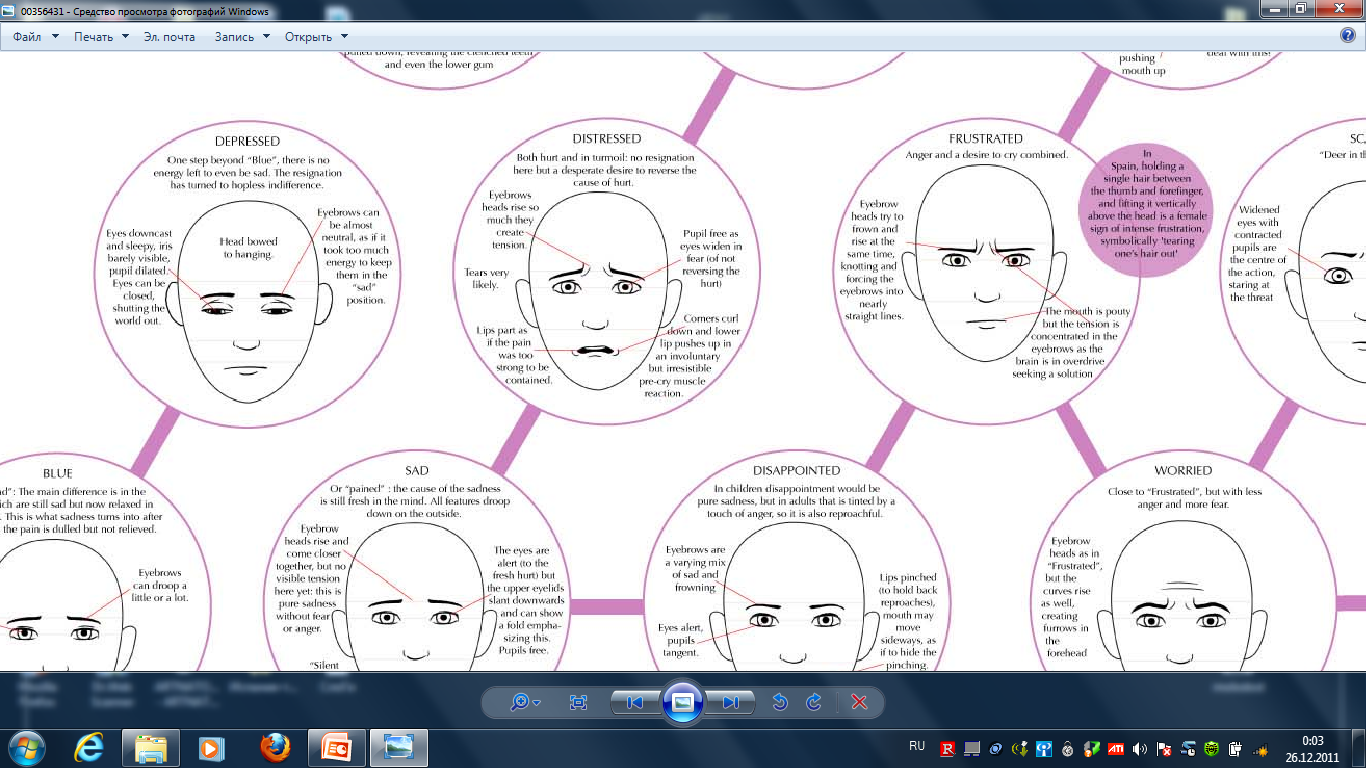 00356431 - Средство просмотра фотографий Windows
Файл Печать Эл. почта Запись Открыть
pulled down, revealing the clenched teeth
and even the lower gum
pushing
mouth up
deal with this!
DEPRESSED
One step beyond "Blue", there is no
energy left to even be sad. The resignation
has turned to hopless indifference.
Eyes downcast
and sleepy, iris
barely visible,
pupil dilated.
Eyes can be
closed,
shutting the
world out.
Head bowed
to hanging.
Eyebrows can
be almost
neutral, as if it
took too much
energy to keep
them in the
"sad"
position.
DISTRESSED
Both hurt and in turmoil: no resignation
here but a desperate desire to reverse the
cause of hurt.
Eyebrows
heads rise so
much they
create
tension.
Tears very
likely.
Lips part as
if the pain
was too
strong to be
contained.
Pupil free as
eyes widen in
fear (of not
reversing the
hurt)
Corners curl
down and lower
lip pushes up in
an involuntary
but irresistible
pre-cry muscle
reaction.
FRUSTRATED
Anger and a desire to cry combined.
Eyebrow
heads try to
frown and
rise at the
same time,
knotting and
forcing the
eyebrows into
nearly
straight lines.
The mouth is pouty
but the tension is
concentrated in the
eyebrows as the
brain is in overdrive
seeking a solution
In
Spain, holding a
single hair between
the thumb and forefinger,
and lifting it vertically
above the head is a female
sign of intense frustration,
symbolically 'tearing
one's hair out'
"Deer in
Widened
eyes with
contracted
pupils are
the centre of
the action,
staring at
the threat
BLUE
The main difference is in the
are still sad but now relaxed in
This is what sadness turns into after
the pain is dulled but not relieved.
Eyebrows
can droop a
little or a lot.
SAD
Or "pained" : the cause of the sadness
is still fresh in the mind. All features droop
down on the outside.
Eyebrow
heads rise and
come closer
together, but no
visible tension
here yet: this is
pure sadness
without fear
or anger.
"Silent
The eyes are
alert (to the
fresh hurt) but
the upper eyelids
slant downwards
and can show
a fold empha-
sizing this.
Pupils free.
DISAPPOINTED
In children disappointment would be
pure sadness, but in adults that is tinted by a
touch of anger, so it is also reproachful.
Eyebrows are
a varying mix
of sad and
frowning.
Eyes alert,
pupils
tangent.
Lips pinched
(to hold back
reproaches),
mouth may
move
sideways, as
if to hide the
pinching.
WORRIED
Close to "Frustrated", but with less
anger and more fear.
Eyebrow
heads as in
"Frustrated",
but the
curves rise
as well,
creating
furrows in
the
forehead
RU
0:03
26.12.2011